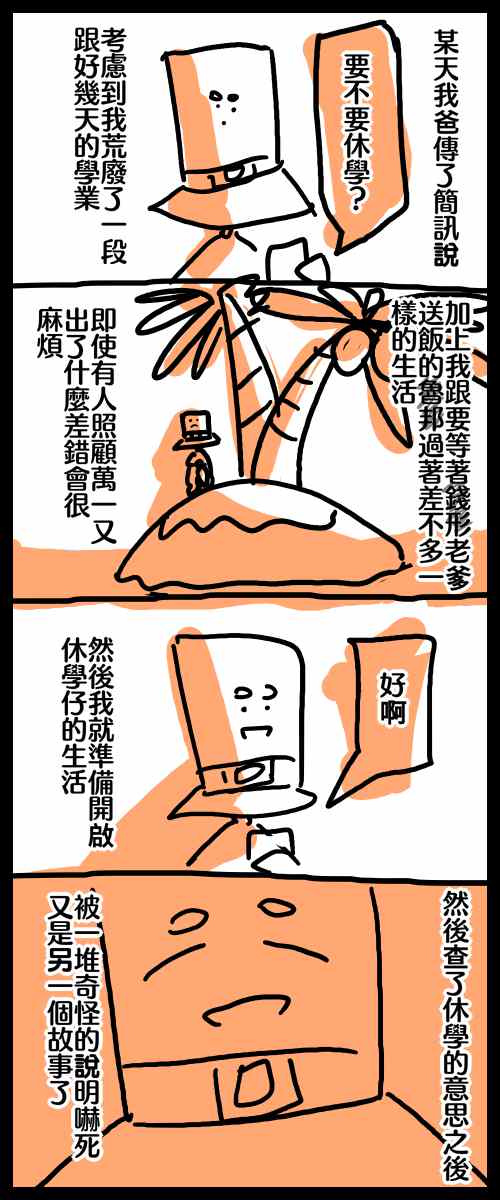 某天我爸傳了簡訊說
要不要休學？
考慮到我荒廢了一段
跟好幾天的學業
加上我跟要等著錢形老爹
送飯的魯邦過著差不多一
樣的生活
即使有人照顧萬一又
出了什麼差錯會很
麻煩
好啊
然後我就準備開啟
休學仔的生活
然後查了休學的意思之後
被一堆奇怪的說明嚇死
又是另一個故事了